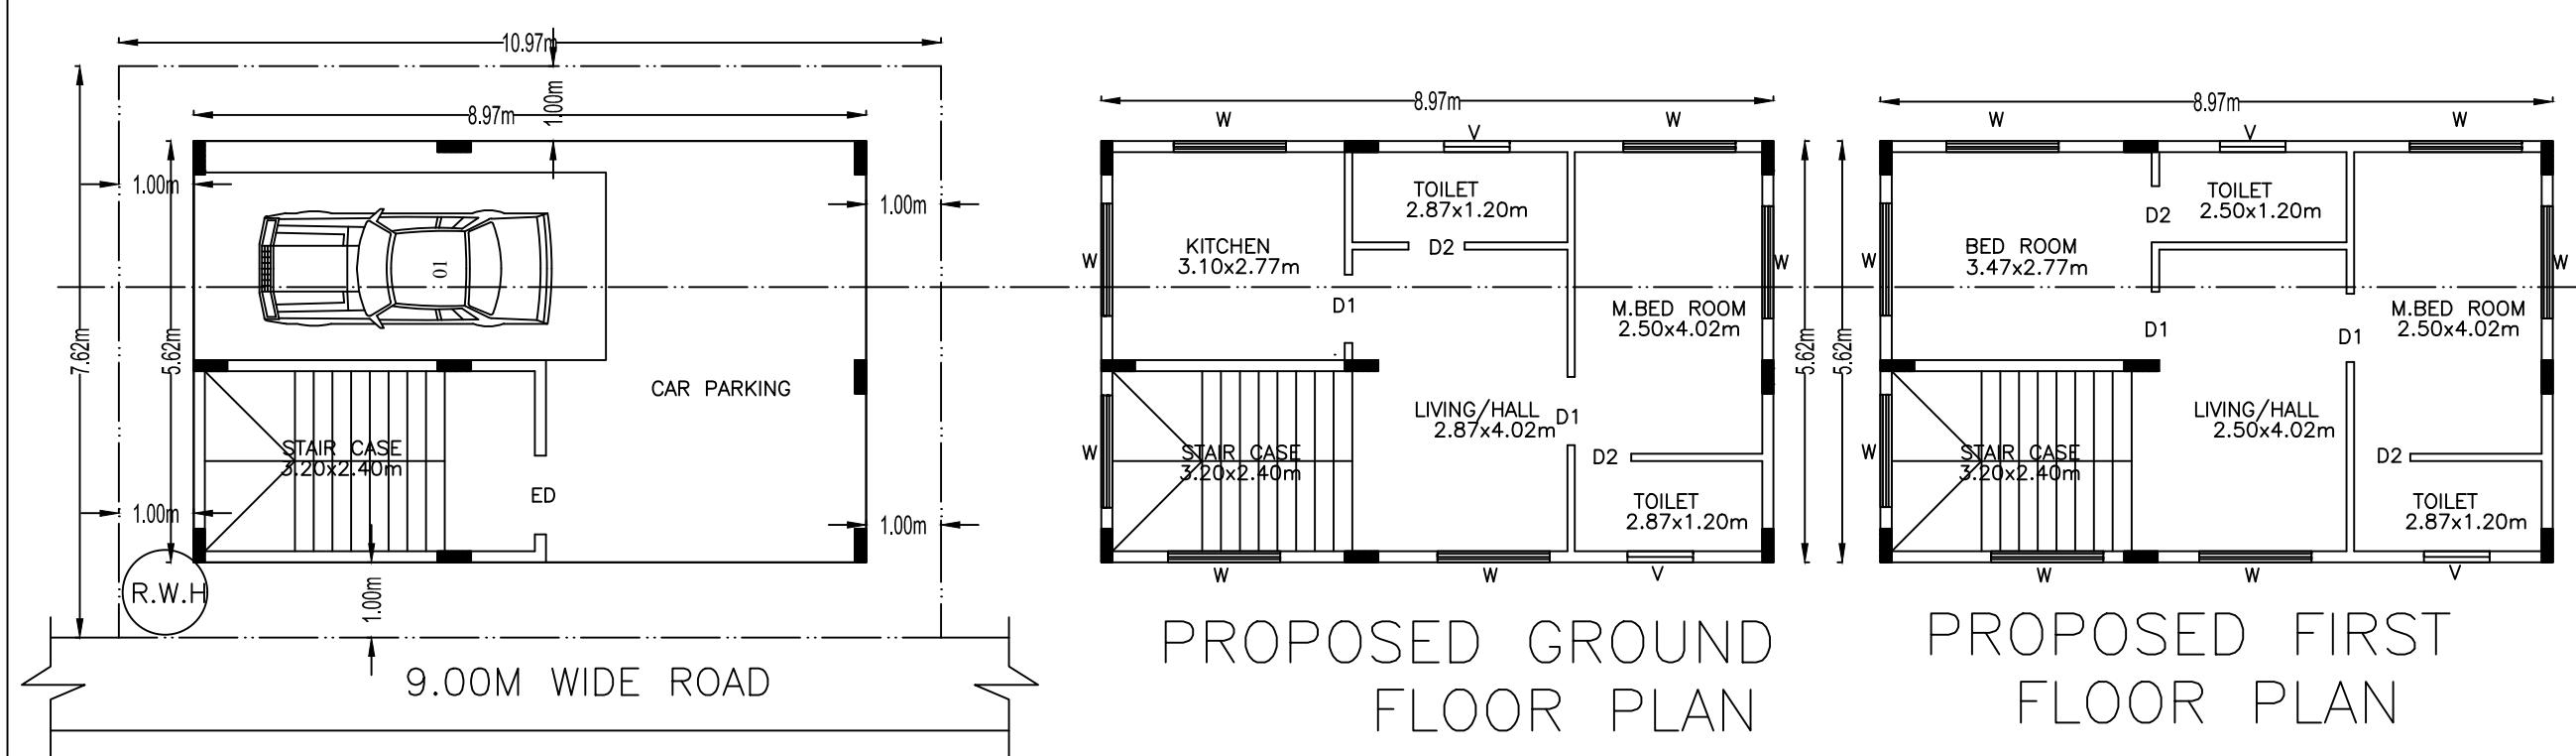 10.97m
8.97m
1.00m
1.00m
1.00m
7.62m
5.62m
01
CAR PARKING
STAIR CASE
3.20x2.40m
ED
1.00m
1.00m
1.00m
R.W.H
9.00M WIDE ROAD
8.97m
W
V
W
TOILET
2.87x1.20m
D2
KITCHEN
3.10x2.77m
W
W
D1
M.BED ROOM
2.50x4.02m
5.62m
LIVING/HALL
2.87x4.02m
D1
STAIR CASE
3.20x2.40m
W
D2
TOILET
2.87x1.20m
W
W
V
PROPOSED GROUND
FLOOR PLAN
8.97m
W
V
W
TOILET
2.50x1.20m
D2
BED ROOM
3.47x2.77m
W
W
D1
D1
M.BED ROOM
2.50x4.02m
5.62m
LIVING/HALL
2.50x4.02m
STAIR CASE
3.20x2.40m
W
D2
TOILET
2.87x1.20m
W
W
V
PROPOSED FIRST
FLOOR PLAN